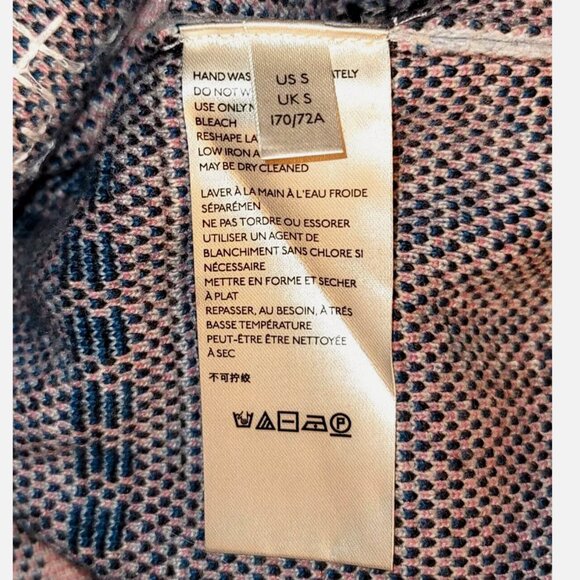 US S
UK S
170/72A
HAND WAS
ATELY
DO NOT W
USE ONLY
BLEACH
RESHAPE LA
LOW IRON A
MAY BE DRY CLEANED
LAVER À LA MAIN À L'EAU FROIDE
SÉPARÉMEN
NE PAS TORDRE OU ESSORER
UTILISER UN AGENT DE
BLANCHIMENT SANS CHLORE SI
NÉCESSAIRE
METTRE EN FORME ET SECHER
À PLAT
REPASSER, AU BESOIN, À TRÉS
BASSE TEMPÉRATURE
PEUT-ÊTRE ÊTRE NETTOYÉE
À SEC
不可拧绞
P